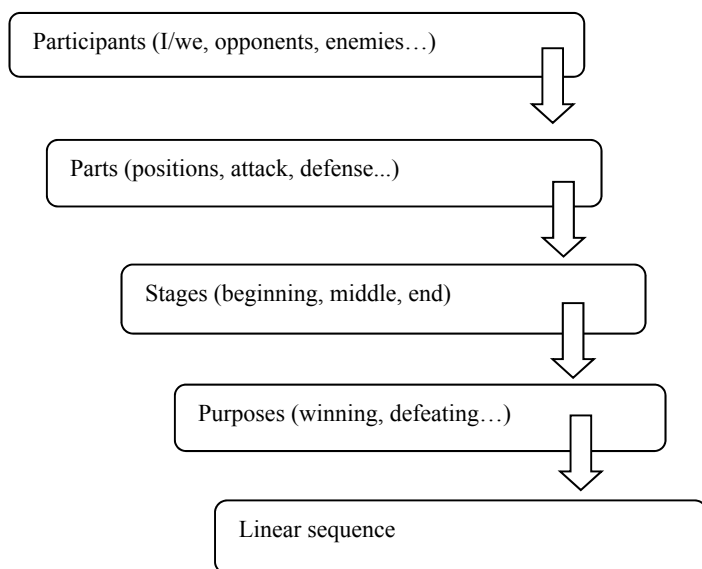 Participants (I/we, opponents, enemies…)
Parts (positions, attack, defense...)
Stages (beginning, middle, end)
Purposes (winning, defeating…)
Linear sequence